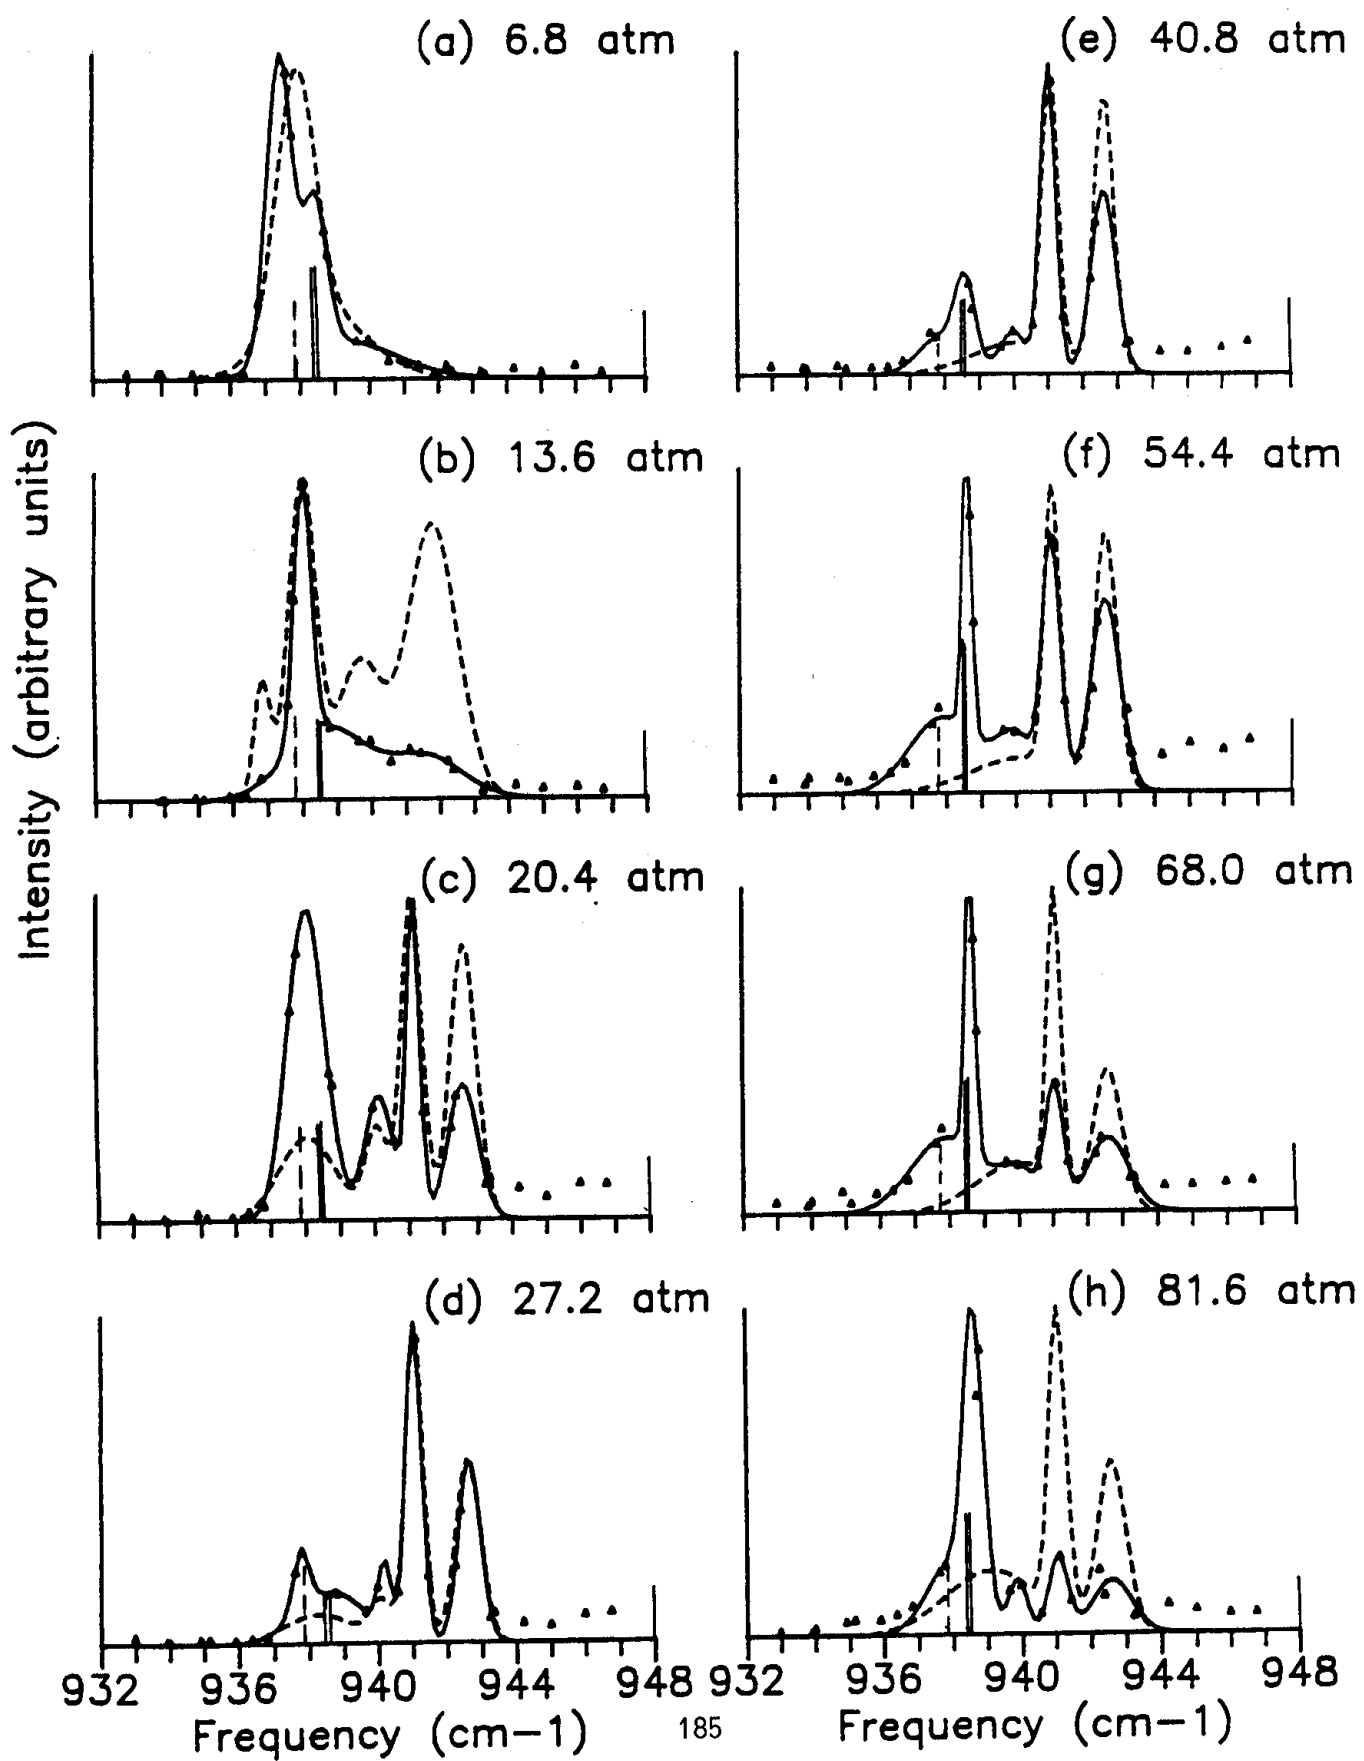 (a) 6.8 atm
(e) 40.8 atm
(b) 13.6 atm
(f) 54.4 atm
(c) 20.4 atm
(g) 68.0 atm
(d) 27.2 atm
(h) 81.6 atm
Intensity (arbitrary units)
932 936 940 944 948
932 936 940 944 948
Frequency (cm-1)
185
Frequency (cm-1)